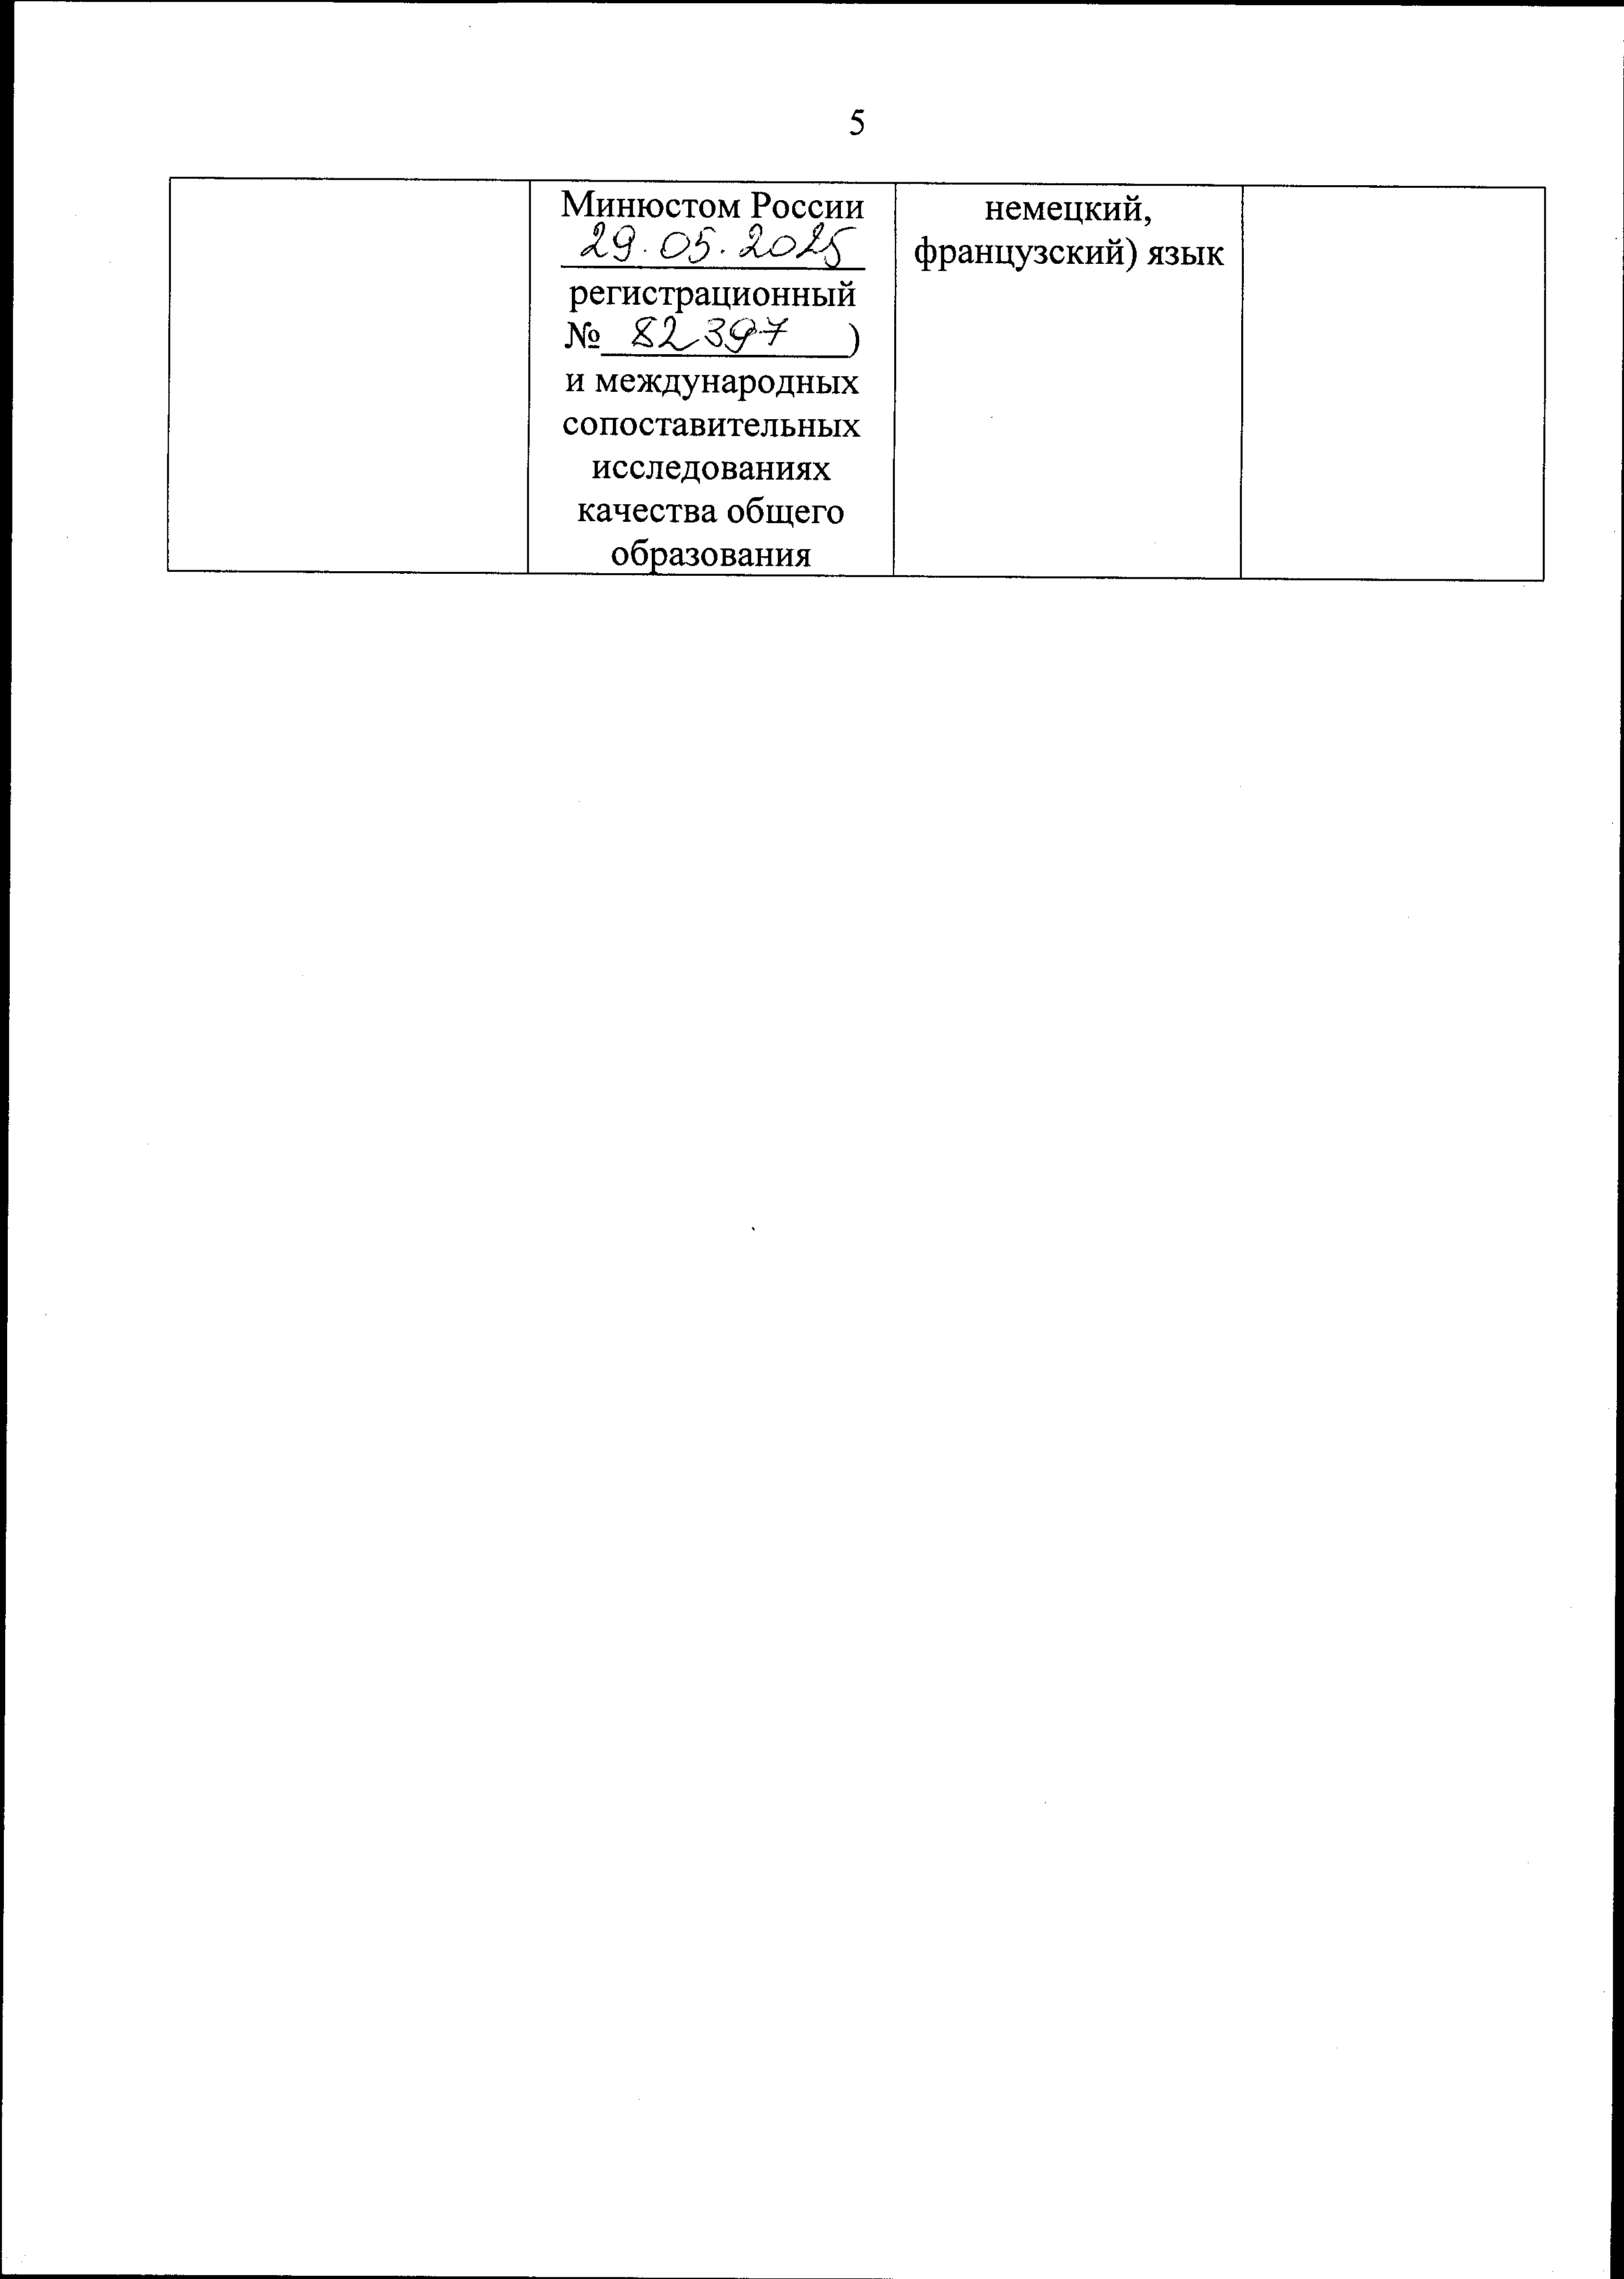 5
Минюстом России
29.05.2025
регистрационный
№ 82397 )
и международных
сопоставительных
исследованиях
качества общего
образования
немецкий,
французский) язык